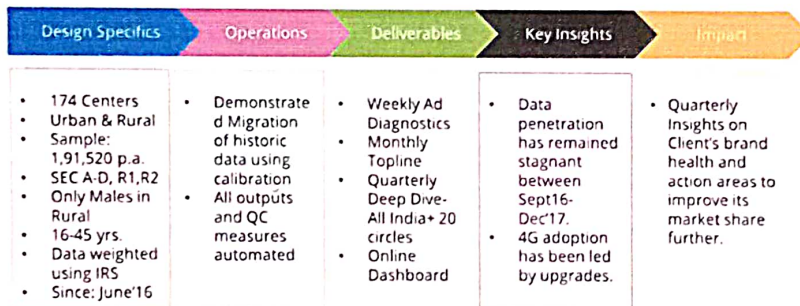 Design Specifics
Operations
Deliverables
Key Insights
Impact
• 174 Centers
• Urban & Rural
• Sample:
1,91,520 p.a.
• SEC A-D, R1,R2
• Only Males in
Rural
• 16-45 yrs.
• Data weighted
using IRS
• Since: June'16
• Demonstrate
d Migration
of historic
data using
calibration
• All outputs
and QC
measures
automated
• Weekly Ad
Diagnostics
• Monthly
Topline
• Quarterly
Deep Dive-
All India+ 20
circles
• Online
Dashboard
• Data
penetration
has remained
stagnant
between
Sept16-
Dec'17.
• 4G adoption
has been led
by upgrades.
• Quarterly
Insights on
Client's brand
health and
action areas to
improve its
market share
further.